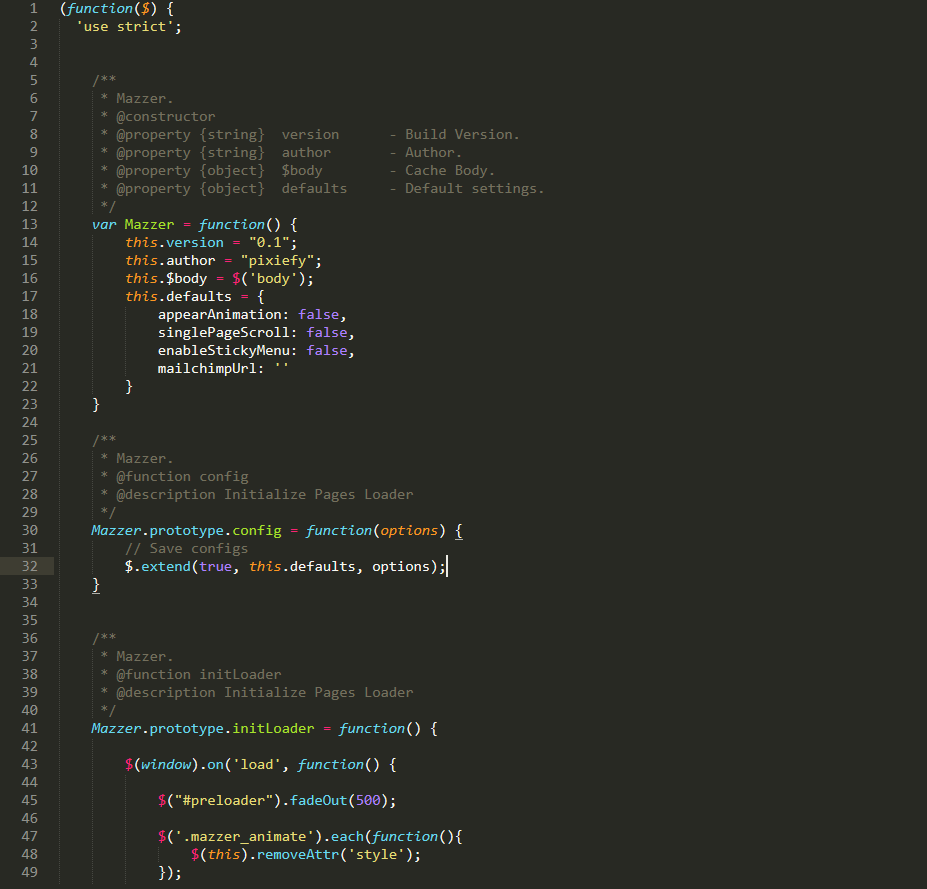 1 (function($) {
2 'use strict';
3
4
5 /**
6 * Mazzer.
7 * @constructor
8 * @property {string} version - Build Version.
9 * @property {string} author - Author.
10 * @property {object} $body - Cache Body.
11 * @property {object} defaults - Default settings.
12 */
13 var Mazzer = function() {
14 this.version = "0.1";
15 this.author = "pixiefy";
16 this.$body = $('body');
17 this.defaults = {
18 appearAnimation: false,
19 singlePageScroll: false,
20 enableStickyMenu: false,
21 mailchimpUrl: ''
22 }
23 }
24
25 /**
26 * Mazzer.
27 * @function config
28 * @description Initialize Pages Loader
29 */
30 Mazzer.prototype.config = function(options) {
31 // Save configs
32 $.extend(true, this.defaults, options);
33 }
34
35
36 /**
37 * Mazzer.
38 * @function initLoader
39 * @description Initialize Pages Loader
40 */
41 Mazzer.prototype.initLoader = function() {
42
43 $(window).on('load', function() {
44
45 $("#preloader").fadeOut(500);
46
47 $('.mazzer_animate').each(function(){
48 $(this).removeAttr('style');
49 });